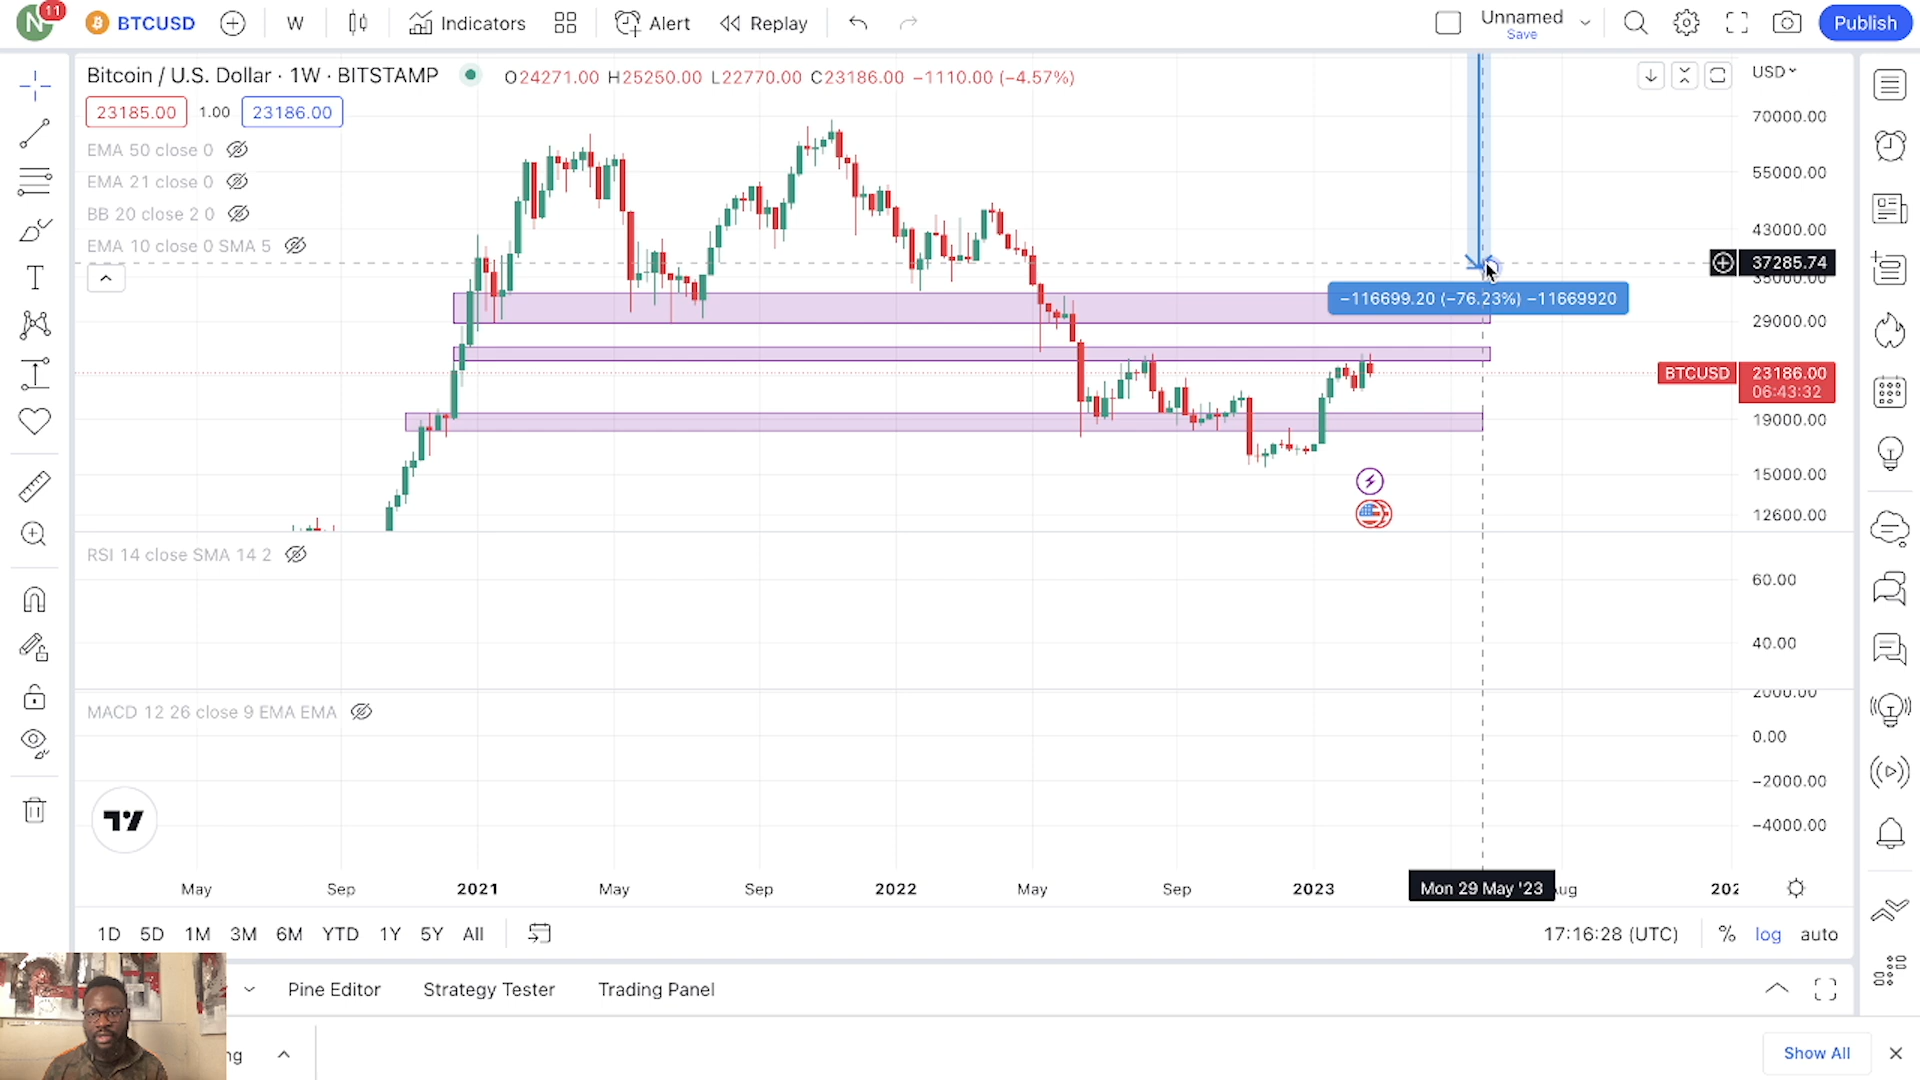 N 11 BTCUSD W Indicators Alert Replay Unnamed Save Publish
Bitcoin / U.S. Dollar · 1W · BITSTAMP O24271.00 H25250.00 L22770.00 C23186.00 −1110.00 (−4.57%) USD
23185.00 1.00 23186.00
EMA 50 close 0
EMA 21 close 0
BB 20 close 2 0
EMA 10 close 0 SMA 5
70000.00
55000.00
43000.00
37285.74
35000.00
−116699.20 (−76.23%) −11669920
29000.00
BTCUSD 23186.00
06:43:32
19000.00
15000.00
12600.00
RSI 14 close SMA 14 2
60.00
40.00
MACD 12 26 close 9 EMA EMA
2000.00
0.00
−2000.00
−4000.00
May Sep 2021 May Sep 2022 May Sep 2023 Mon 29 May '23 ug 202
1D 5D 1M 3M 6M YTD 1Y 5Y All 17:16:28 (UTC) % log auto
Pine Editor Strategy Tester Trading Panel
ng Show All